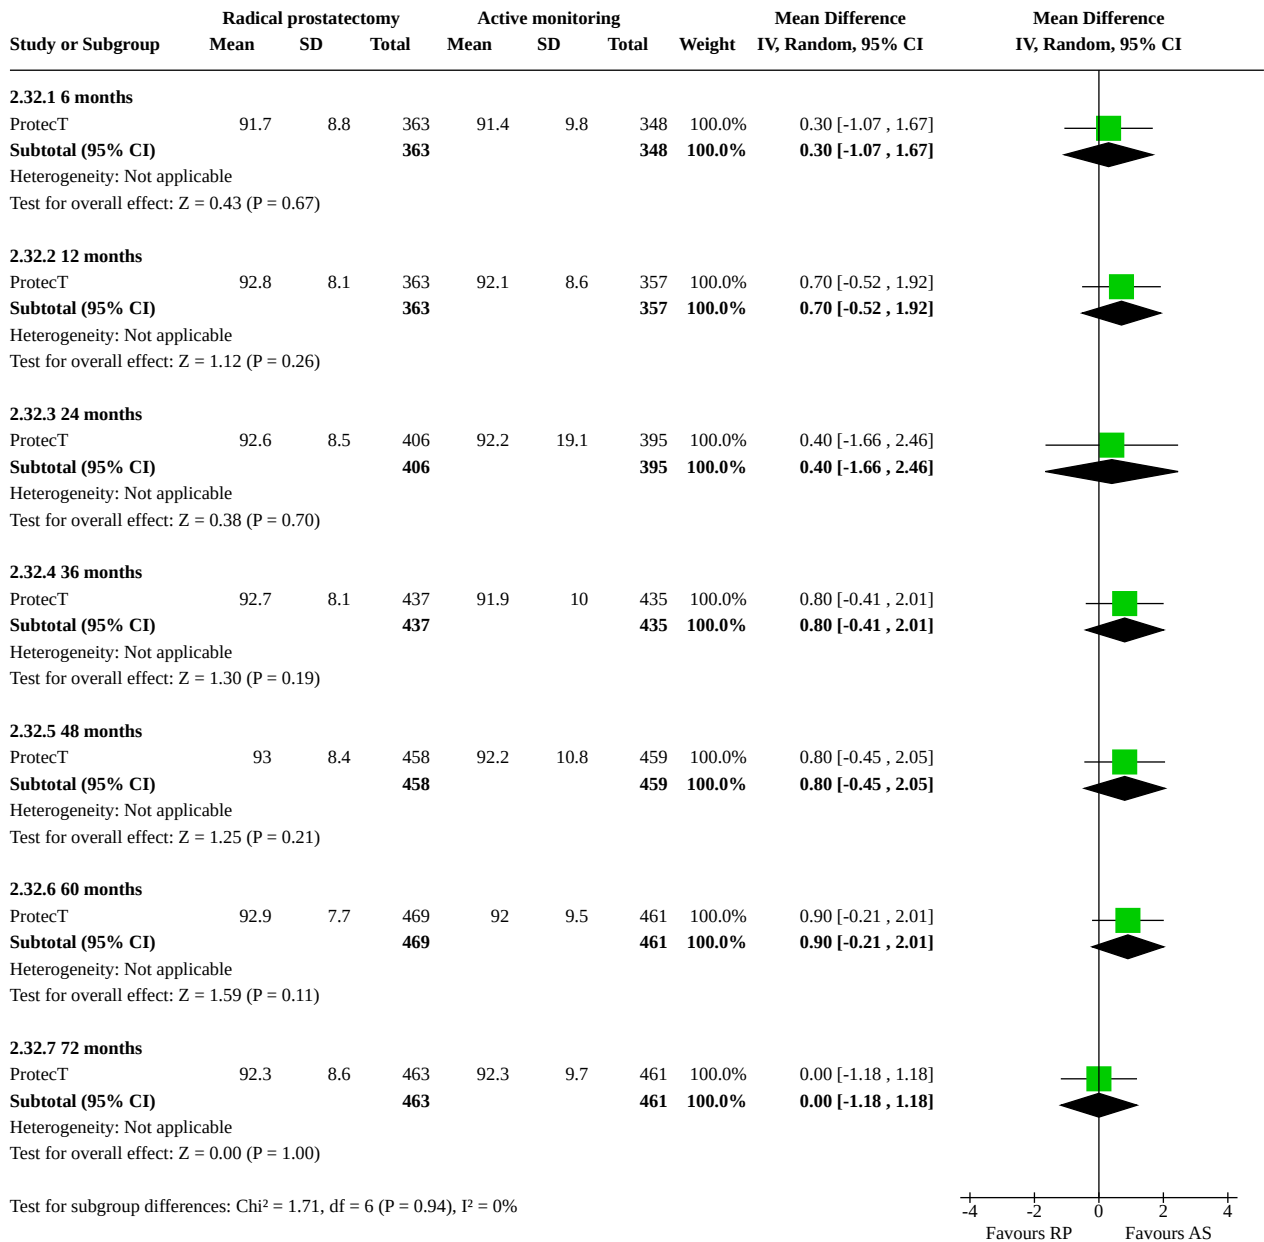 Radical prostatectomy Active monitoring Mean Difference Mean Difference
Study or Subgroup Mean SD Total Mean SD Total Weight IV, Random, 95% CI IV, Random, 95% CI
2.32.1 6 months
ProtecT 91.7 8.8 363 91.4 9.8 348 100.0% 0.30 [-1.07 , 1.67]
Subtotal (95% CI) 363 348 100.0% 0.30 [-1.07 , 1.67]
Heterogeneity: Not applicable
Test for overall effect: Z = 0.43 (P = 0.67)
2.32.2 12 months
ProtecT 92.8 8.1 363 92.1 8.6 357 100.0% 0.70 [-0.52 , 1.92]
Subtotal (95% CI) 363 357 100.0% 0.70 [-0.52 , 1.92]
Heterogeneity: Not applicable
Test for overall effect: Z = 1.12 (P = 0.26)
2.32.3 24 months
ProtecT 92.6 8.5 406 92.2 19.1 395 100.0% 0.40 [-1.66 , 2.46]
Subtotal (95% CI) 406 395 100.0% 0.40 [-1.66 , 2.46]
Heterogeneity: Not applicable
Test for overall effect: Z = 0.38 (P = 0.70)
2.32.4 36 months
ProtecT 92.7 8.1 437 91.9 10 435 100.0% 0.80 [-0.41 , 2.01]
Subtotal (95% CI) 437 435 100.0% 0.80 [-0.41 , 2.01]
Heterogeneity: Not applicable
Test for overall effect: Z = 1.30 (P = 0.19)
2.32.5 48 months
ProtecT 93 8.4 458 92.2 10.8 459 100.0% 0.80 [-0.45 , 2.05]
Subtotal (95% CI) 458 459 100.0% 0.80 [-0.45 , 2.05]
Heterogeneity: Not applicable
Test for overall effect: Z = 1.25 (P = 0.21)
2.32.6 60 months
ProtecT 92.9 7.7 469 92 9.5 461 100.0% 0.90 [-0.21 , 2.01]
Subtotal (95% CI) 469 461 100.0% 0.90 [-0.21 , 2.01]
Heterogeneity: Not applicable
Test for overall effect: Z = 1.59 (P = 0.11)
2.32.7 72 months
ProtecT 92.3 8.6 463 92.3 9.7 461 100.0% 0.00 [-1.18 , 1.18]
Subtotal (95% CI) 463 461 100.0% 0.00 [-1.18 , 1.18]
Heterogeneity: Not applicable
Test for overall effect: Z = 0.00 (P = 1.00)
Test for subgroup differences: Chi² = 1.71, df = 6 (P = 0.94), I² = 0%
-4 -2 0 2 4
Favours RP Favours AS